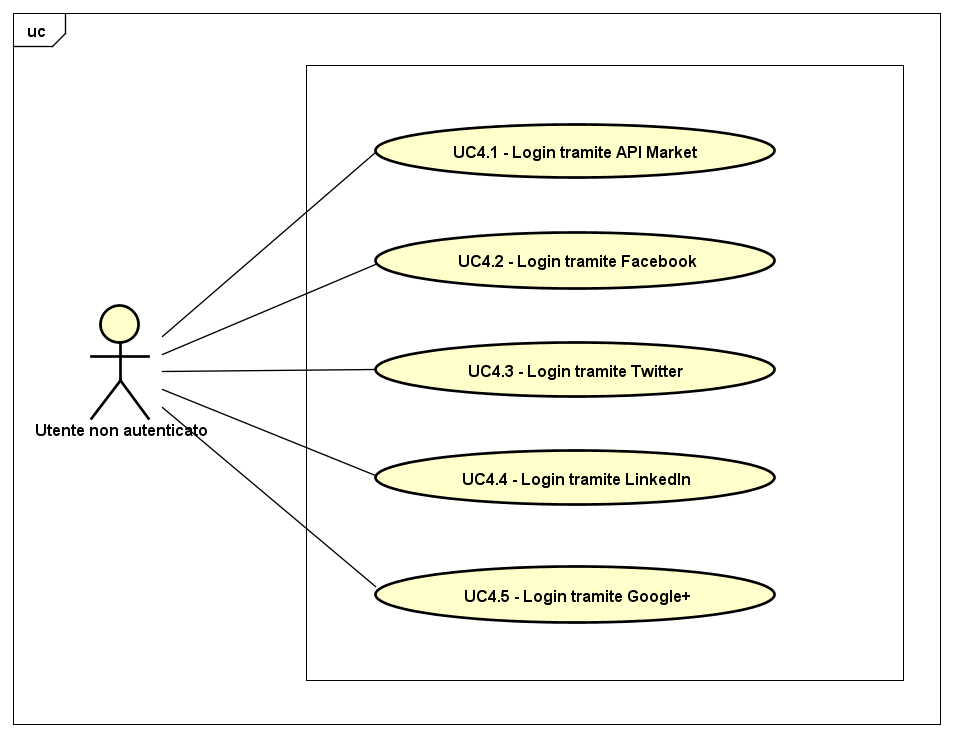 uc
UC4.1 - Login tramite API Market
UC4.2 - Login tramite Facebook
UC4.3 - Login tramite Twitter
Utente non autenticato
UC4.4 - Login tramite LinkedIn
UC4.5 - Login tramite Google+